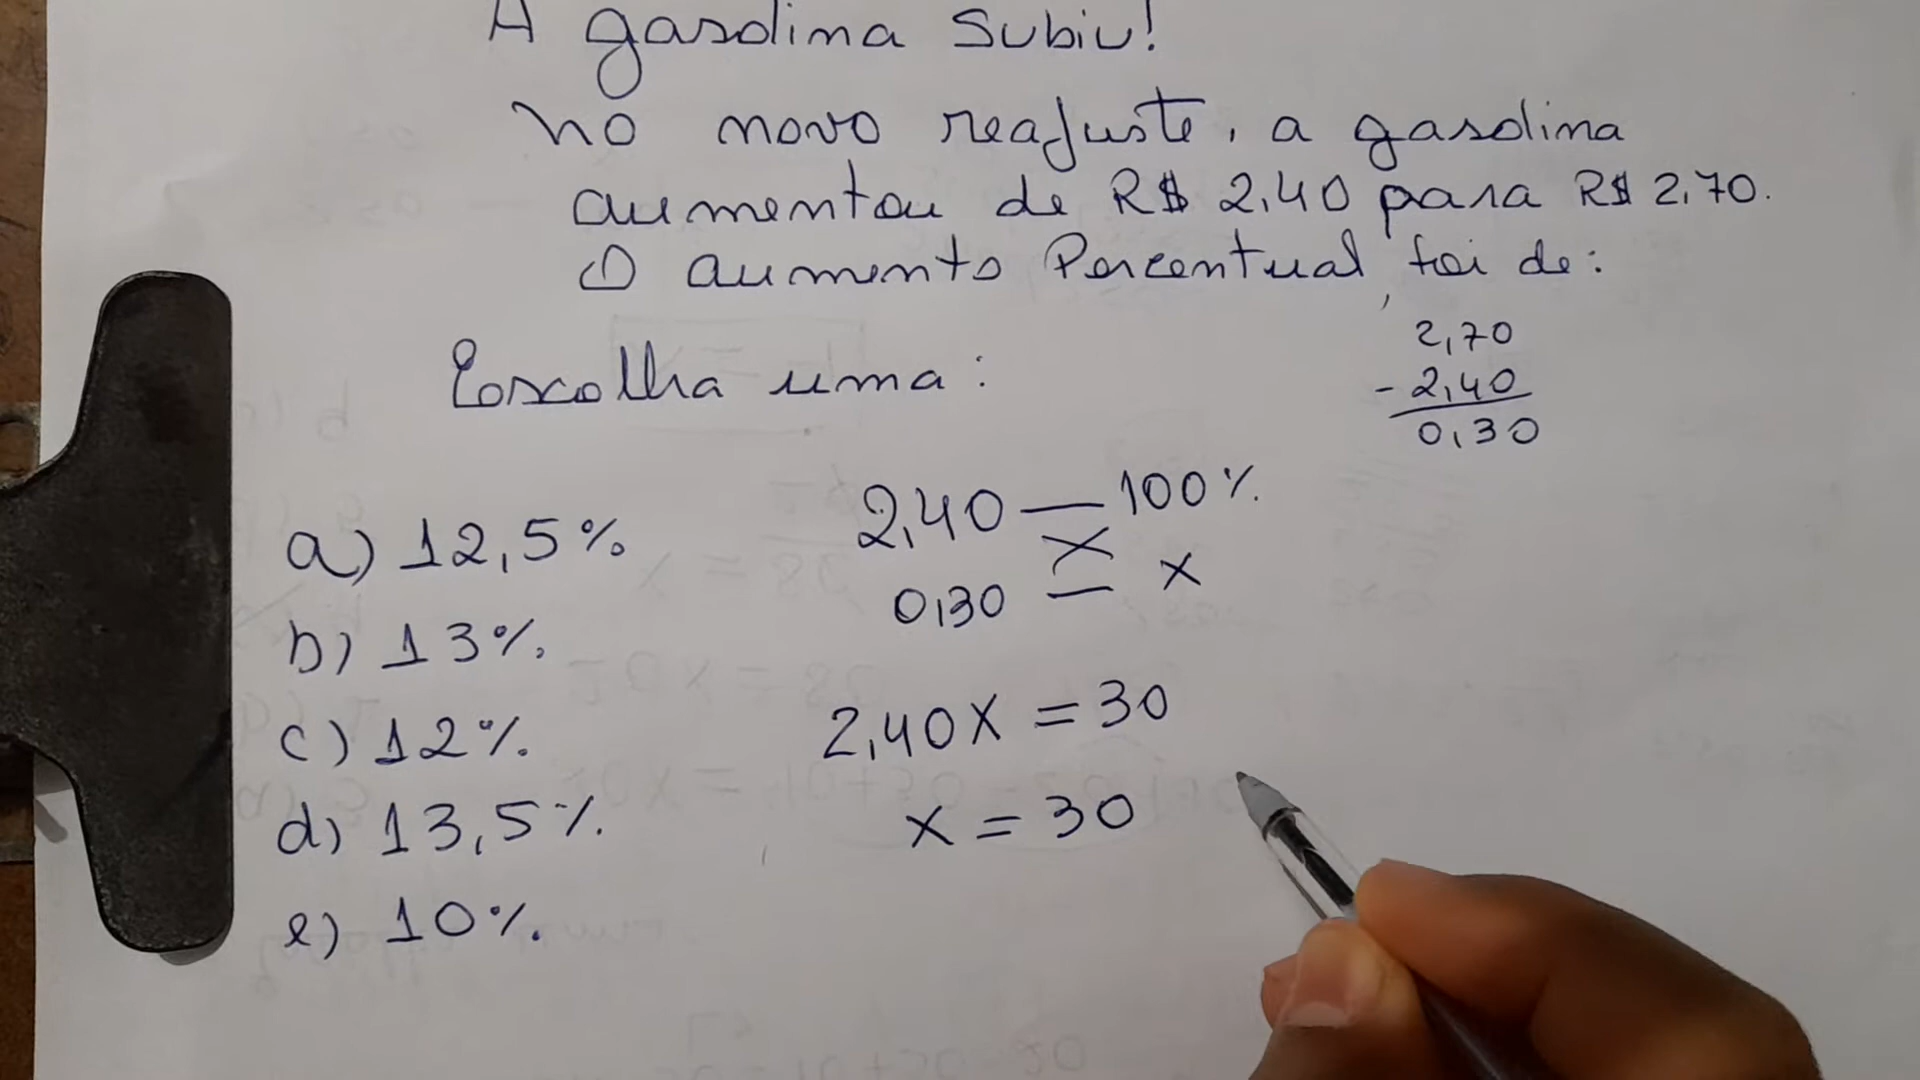 A gasolina subiu!
No novo reajuste, a gasolina
aumentou de R$ 2,40 para R$ 2,70.
O aumento Percentual foi de:
Escolha uma:
2,70
- 2,40
0,30
a) 12,5%
b) 13%
c) 12%
d) 13,5%
e) 10%
2,40 — 100%
0,30 — x
2,40x = 30
x = 30